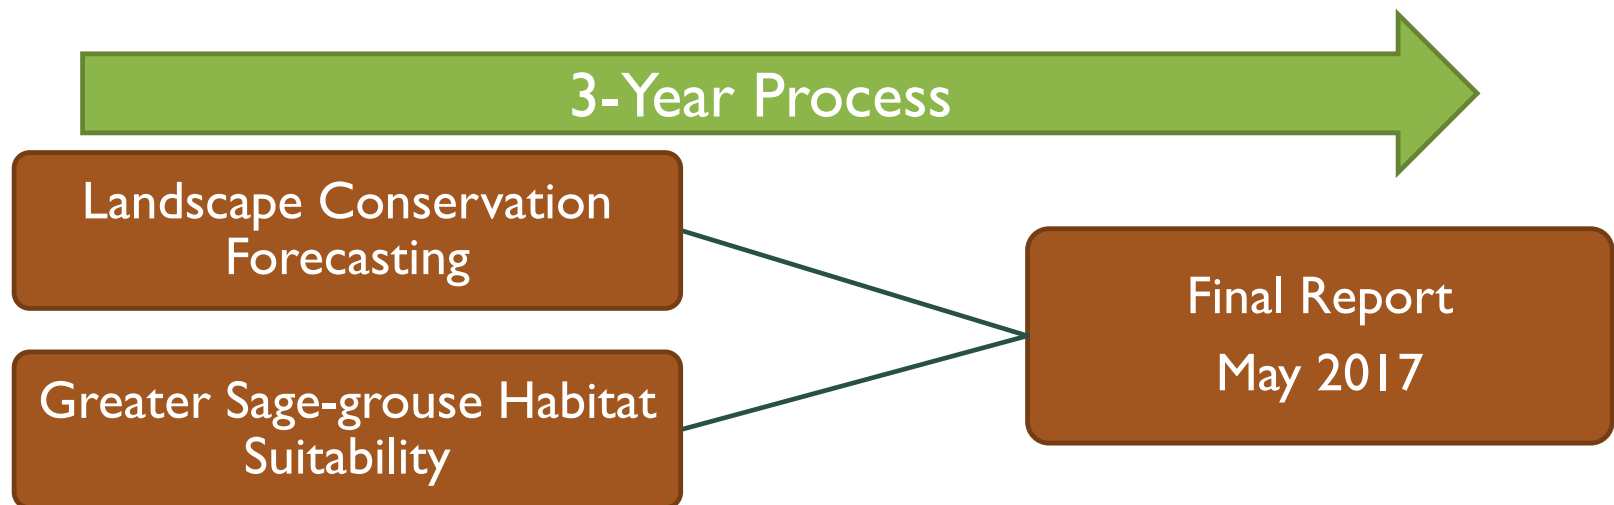 3-Year Process
Landscape Conservation
Forecasting
Greater Sage-grouse Habitat
Suitability
Final Report
May 2017